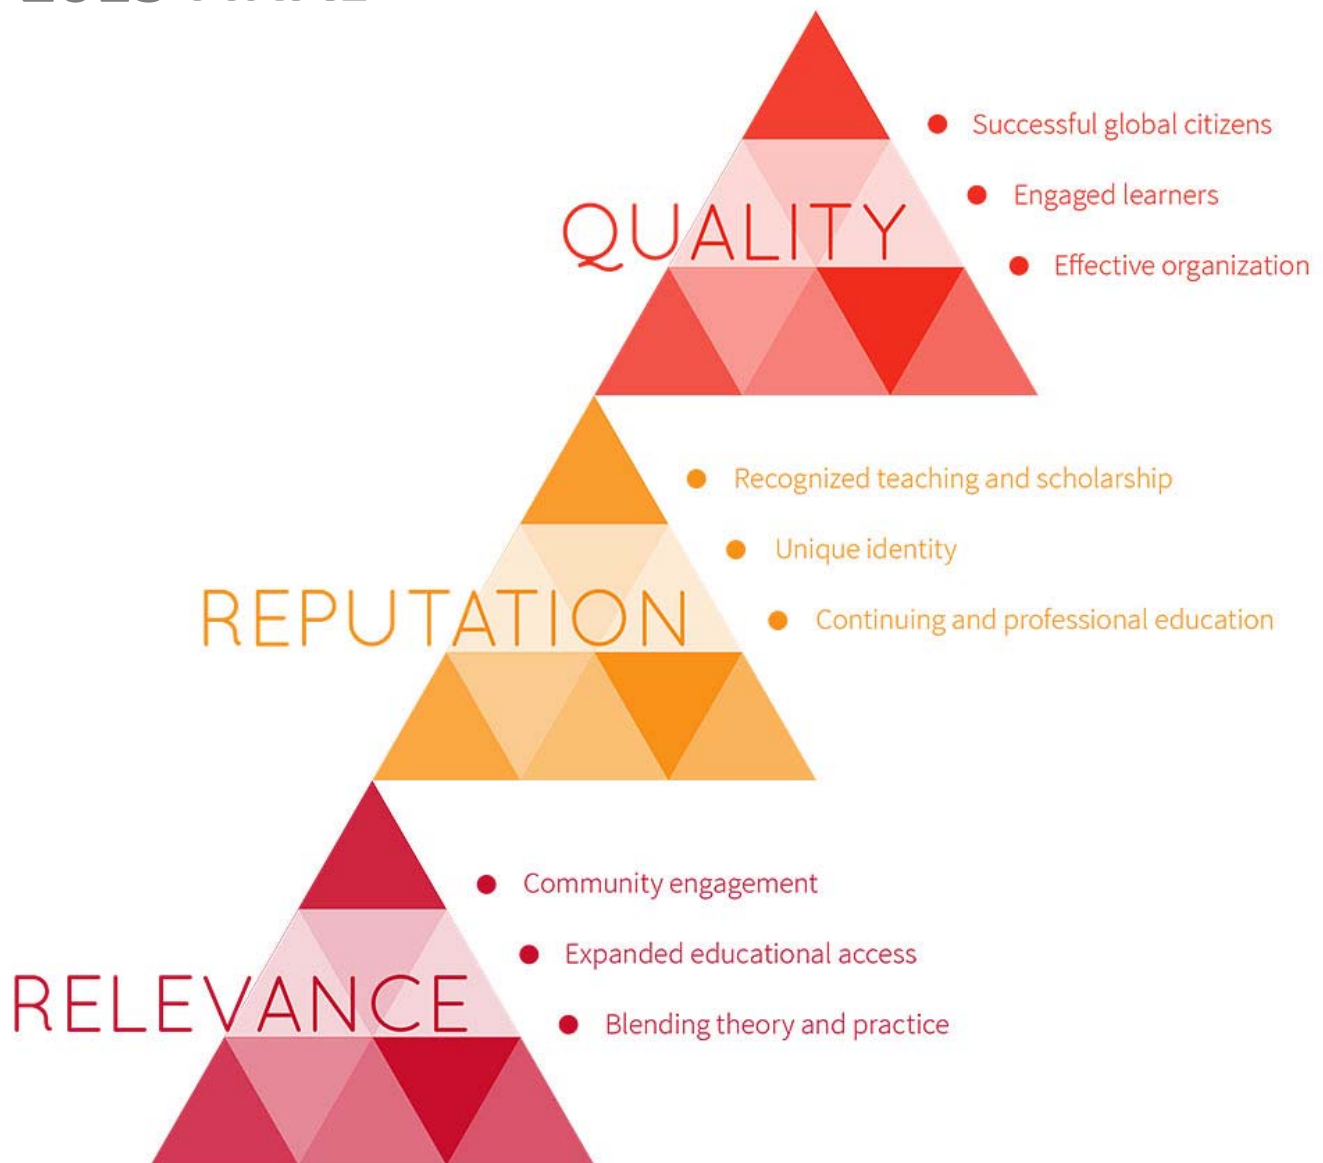 QUALITY
Successful global citizens
Engaged learners
Effective organization
REPUTATION
Recognized teaching and scholarship
Unique identity
Continuing and professional education
RELEVANCE
Community engagement
Expanded educational access
Blending theory and practice